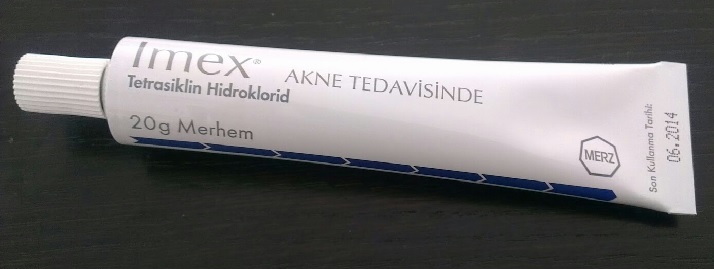 Imex®
Tetrasiklin Hidroklorid
AKNE TEDAVİSİNDE
20g Merhem
MERZ
Son Kullanma Tarihi:
06.2014